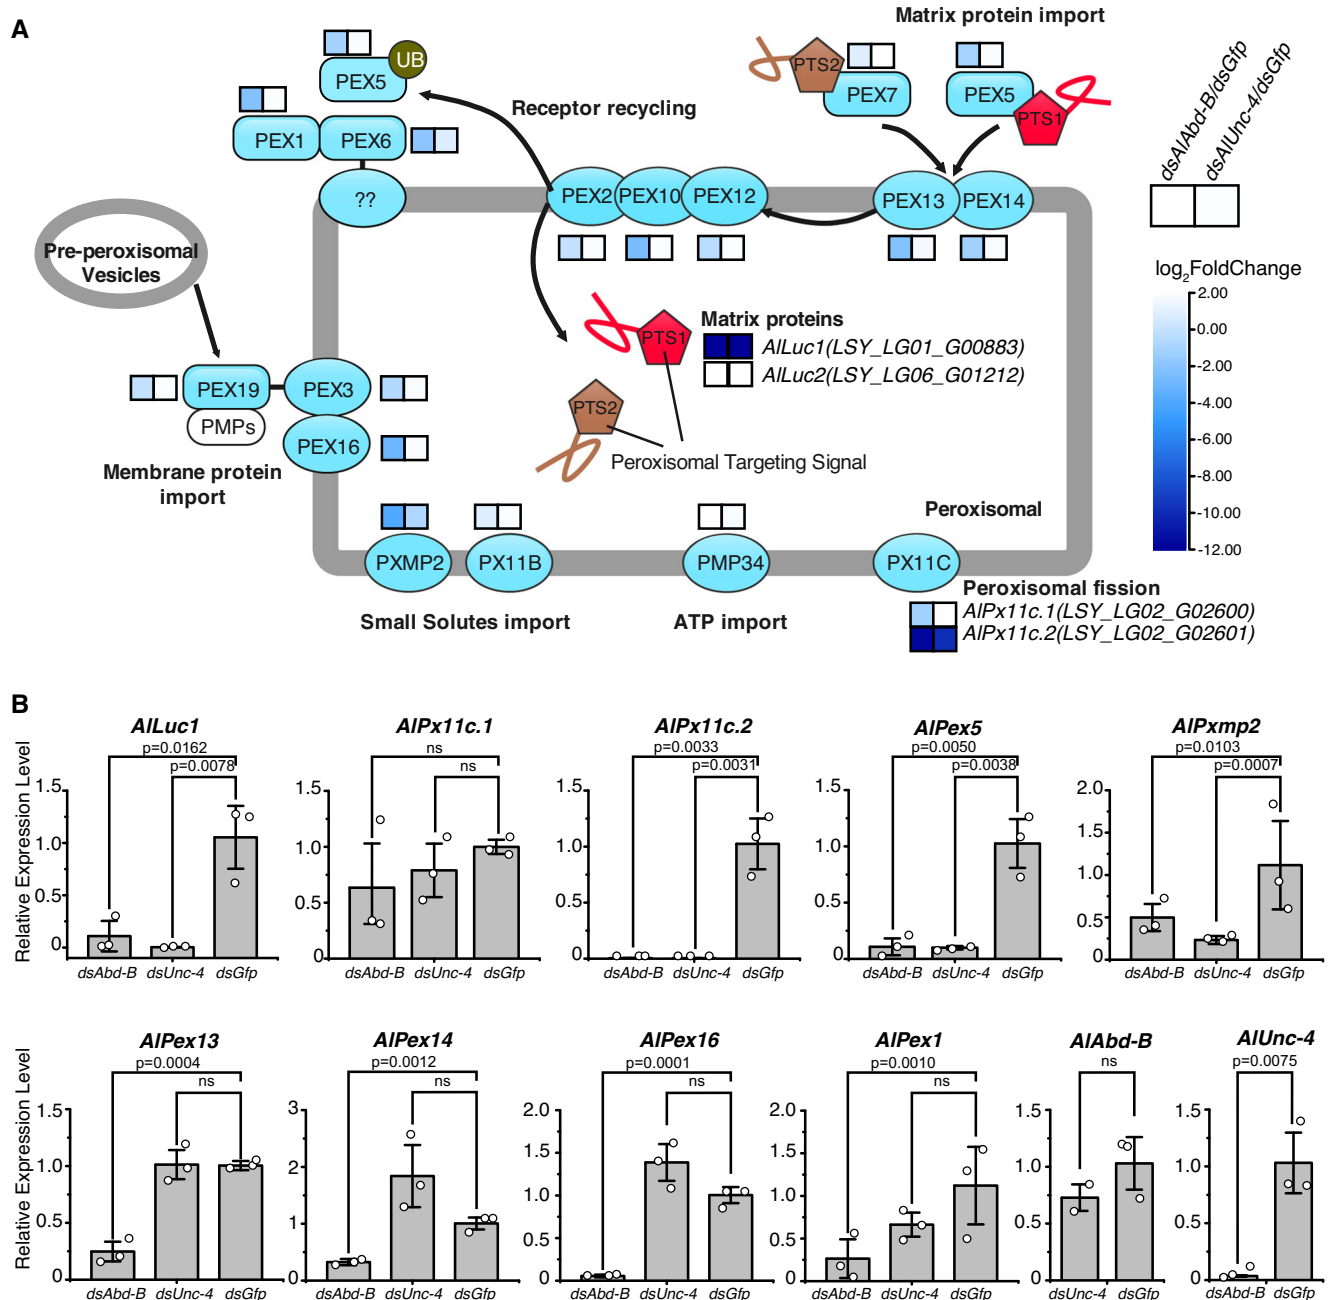 A
Matrix protein import
PEX5
UB
PTS2
PEX7
PEX5
PTS1
dsAlAbd-B/dsGfp
dsAlUnc-4/dsGfp
Receptor recycling
PEX1
PEX6
??
PEX2
PEX10
PEX12
PEX13
PEX14
Pre-peroxisomal
Vesicles
log2FoldChange
2.00
0.00
-2.00
-4.00
-6.00
-8.00
-10.00
-12.00
PTS1
Matrix proteins
AlLuc1(LSY_LG01_G00883)
AlLuc2(LSY_LG06_G01212)
PEX19
PEX3
PMPs
PEX16
PTS2
Peroxisomal Targeting Signal
Membrane protein
import
Peroxisomal
PXMP2
PX11B
PMP34
PX11C
Small Solutes import
ATP import
Peroxisomal fission
AlPx11c.1(LSY_LG02_G02600)
AlPx11c.2(LSY_LG02_G02601)
B
Relative Expression Level
AlLuc1
p=0.0162
p=0.0078
1.5
1.0
0.5
0
dsAbd-B dsUnc-4 dsGfp
AlPx11c.1
ns
ns
1.5
1.0
0.5
0
dsAbd-B dsUnc-4 dsGfp
AlPx11c.2
p=0.0033
p=0.0031
1.5
1.0
0.5
0
dsAbd-B dsUnc-4 dsGfp
AlPex5
p=0.0050
p=0.0038
1.5
1.0
0.5
0
dsAbd-B dsUnc-4 dsGfp
AlPxmp2
p=0.0103
p=0.0007
2.0
1.5
1.0
0.5
0
dsAbd-B dsUnc-4 dsGfp
Relative Expression Level
AlPex13
p=0.0004
ns
1.5
1.0
0.5
0
dsAbd-B dsUnc-4 dsGfp
AlPex14
p=0.0012
ns
3
2
1
0
dsAbd-B dsUnc-4 dsGfp
AlPex16
p=0.0001
ns
2.0
1.5
1.0
0.5
0
dsAbd-B dsUnc-4 dsGfp
AlPex1
p=0.0010
ns
2.0
1.5
1.0
0.5
0
dsAbd-B dsUnc-4 dsGfp
AlAbd-B
ns
1.5
1.0
0.5
0
dsUnc-4 dsGfp
AlUnc-4
p=0.0075
1.5
1.0
0.5
0
dsAbd-B dsGfp